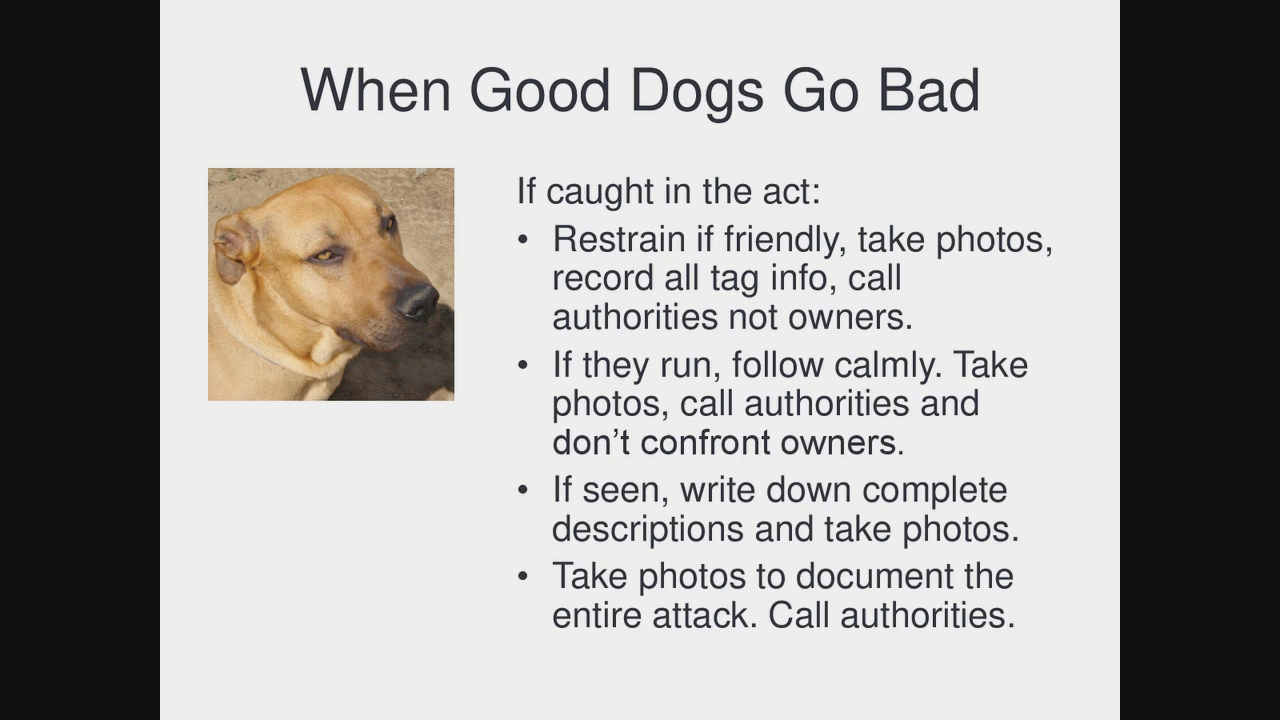 When Good Dogs Go Bad
If caught in the act:
• Restrain if friendly, take photos,
record all tag info, call
authorities not owners.
• If they run, follow calmly. Take
photos, call authorities and
don’t confront owners.
• If seen, write down complete
descriptions and take photos.
• Take photos to document the
entire attack. Call authorities.